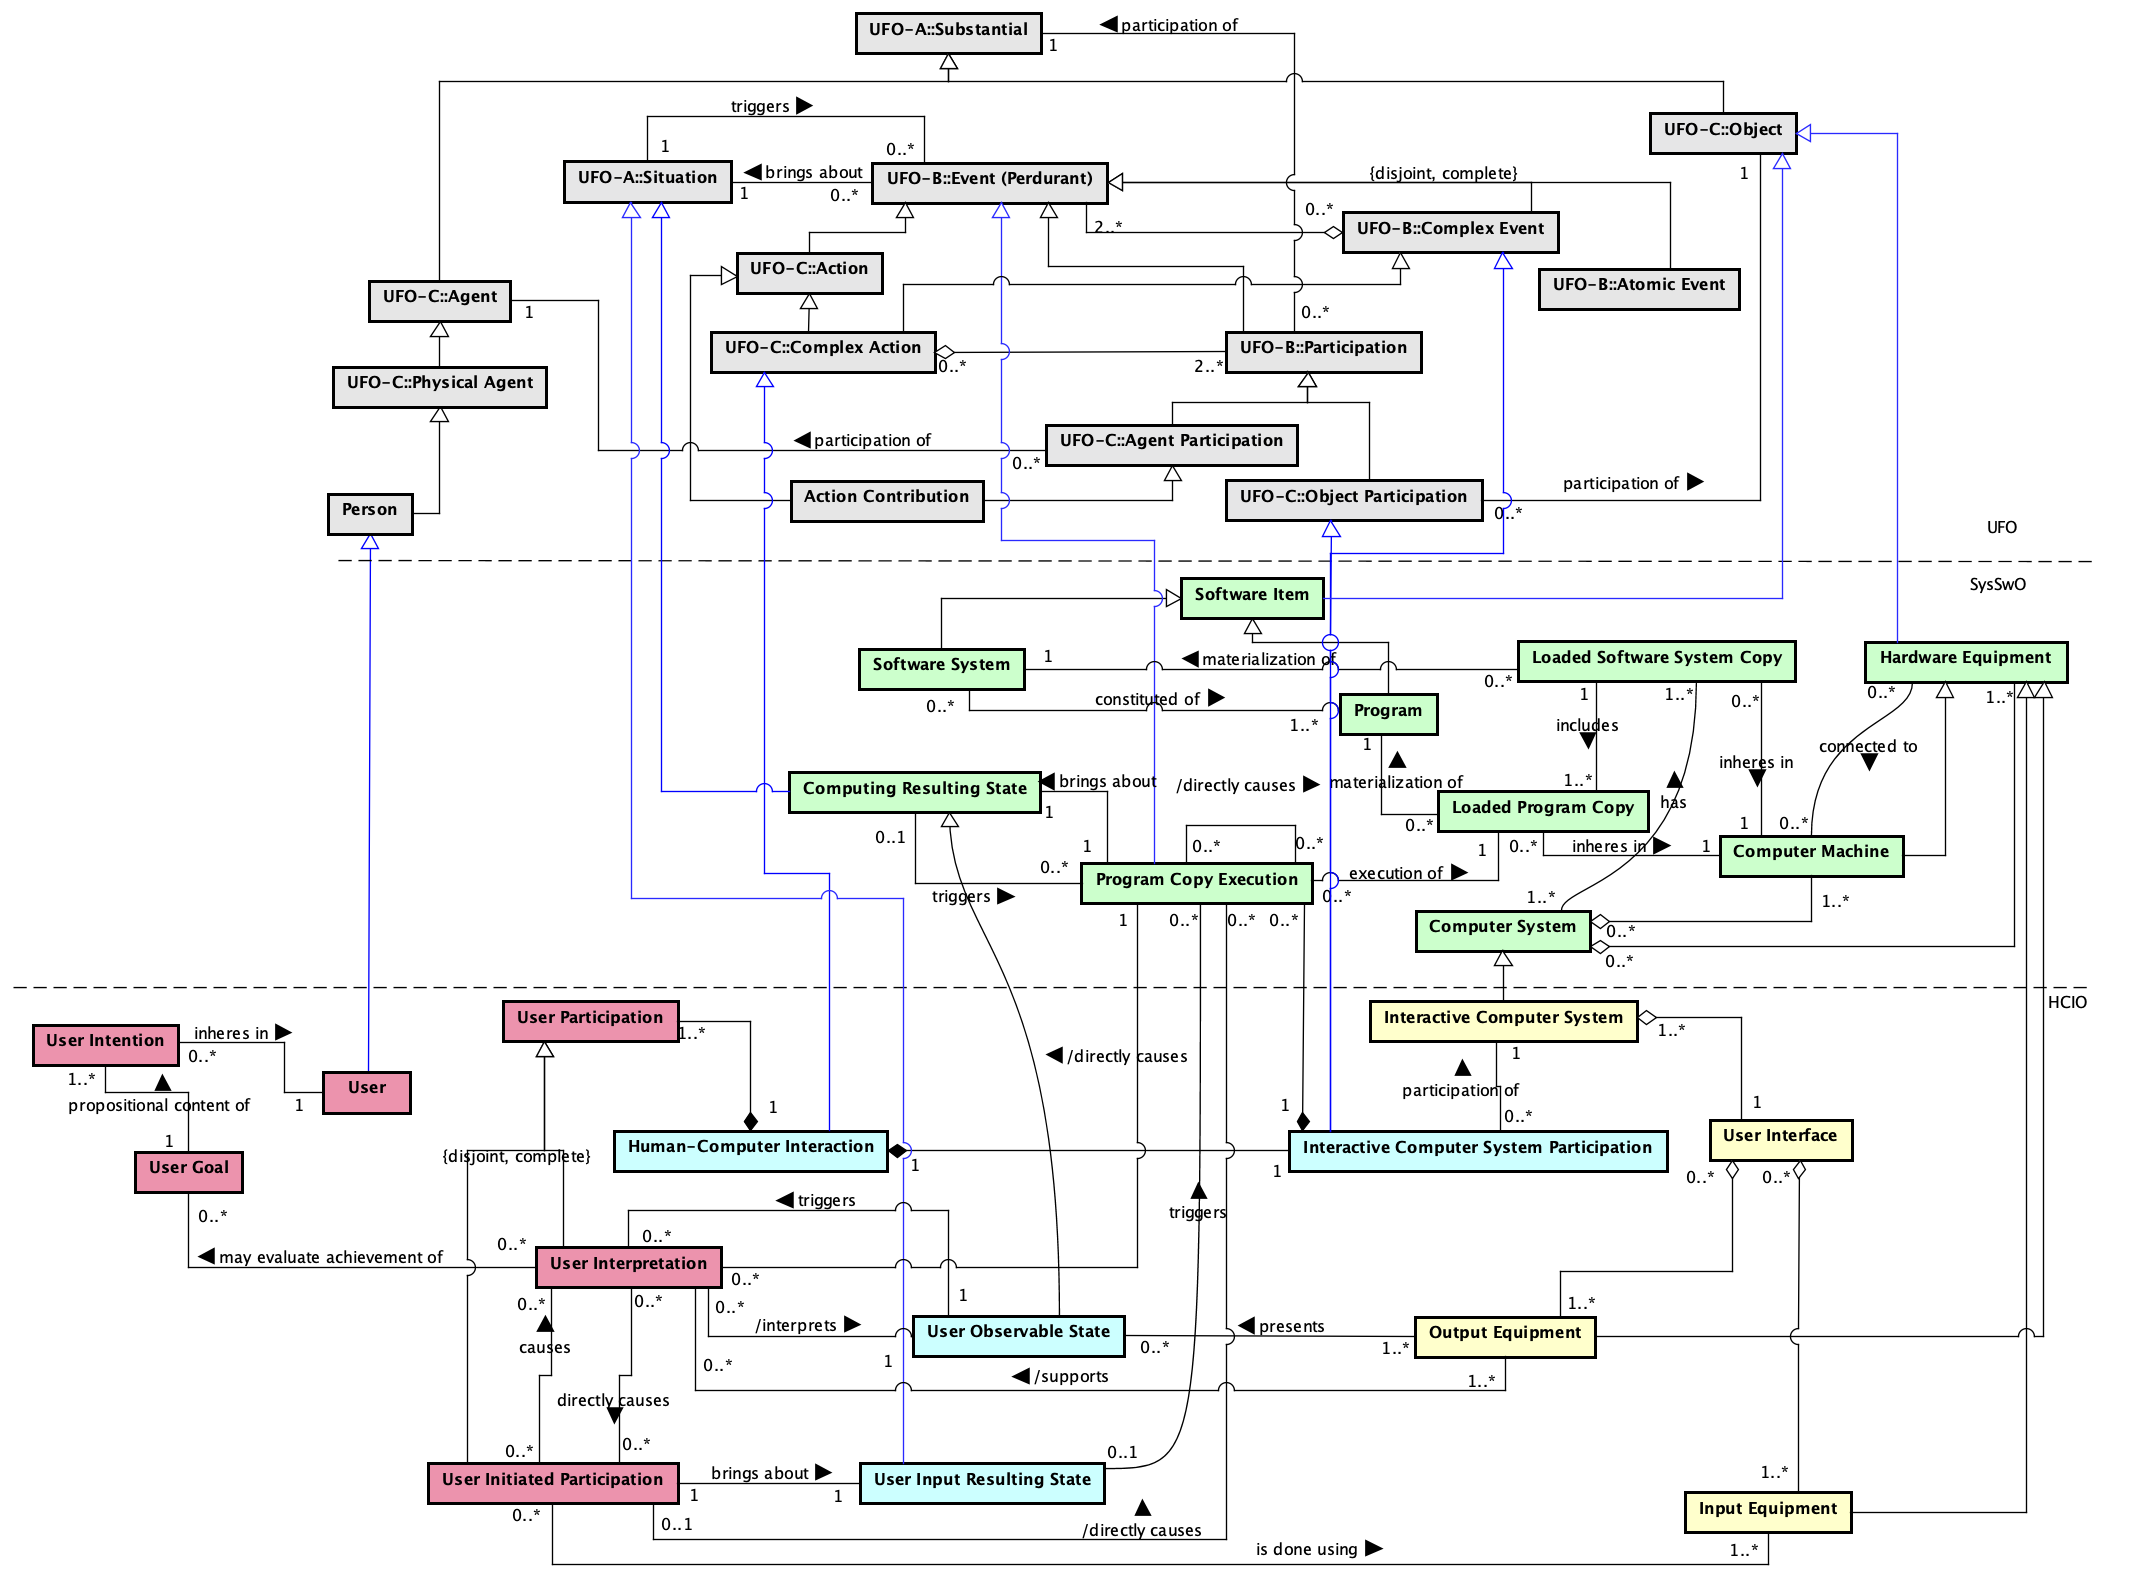 UFO-A::Substantial
◀ participation of
1
triggers ▶
UFO-C::Object
1
0..*
1
UFO-A::Situation
◀ brings about
1
0..*
UFO-B::Event (Perdurant)
{disjoint, complete}
2..*
0..*
UFO-B::Complex Event
UFO-C::Action
UFO-B::Atomic Event
UFO-C::Agent
1
0..*
UFO-C::Complex Action
0..*
2..*
UFO-B::Participation
UFO-C::Physical Agent
◀ participation of
0..*
UFO-C::Agent Participation
Action Contribution
UFO-C::Object Participation
participation of ▶
0..*
Person
UFO
SysSwO
Software Item
Software System
1
◀ materialization of
0..*
Loaded Software System Copy
Hardware Equipment
0..*
constituted of ▶
1..*
Program
1
1
1..*
0..*
0..*
1..*
includes
▼
connected to
▼
inheres in
▼
Computing Resulting State
◀ brings about
1
/directly causes ▶
▲
materialization of
1..*
▲
has
Loaded Program Copy
0..*
0..1
1
0..*
0..*
0..*
1
0..*
inheres in ▶
1
1
0..*
Computer Machine
triggers ▶
Program Copy Execution
execution of ▶
0..*
1
0..*
0..*
0..*
1..*
1..*
Computer System
0..*
0..*
HCIO
User Intention
inheres in ▶
0..*
User Participation
1..*
Interactive Computer System
1..*
1..*
▲
propositional content of
1
User
◀ /directly causes
1
▲
participation of
0..*
1
1
1
User Interface
1
User Goal
{disjoint, complete}
Human-Computer Interaction
1
1
Interactive Computer System Participation
0..*
0..*
0..*
◀ triggers
▲
triggers
0..*
0..*
◀ may evaluate achievement of
User Interpretation
0..*
0..*
0..*
0..*
1
▲
causes
/interprets ▶
1
User Observable State
0..*
◀ presents
1..*
1..*
Output Equipment
0..*
◀ /supports
1..*
directly causes
▼
0..*
0..*
User Initiated Participation
brings about ▶
1
1
User Input Resulting State
0..1
1..*
Input Equipment
0..*
0..1
▲
/directly causes
is done using ▶
1..*